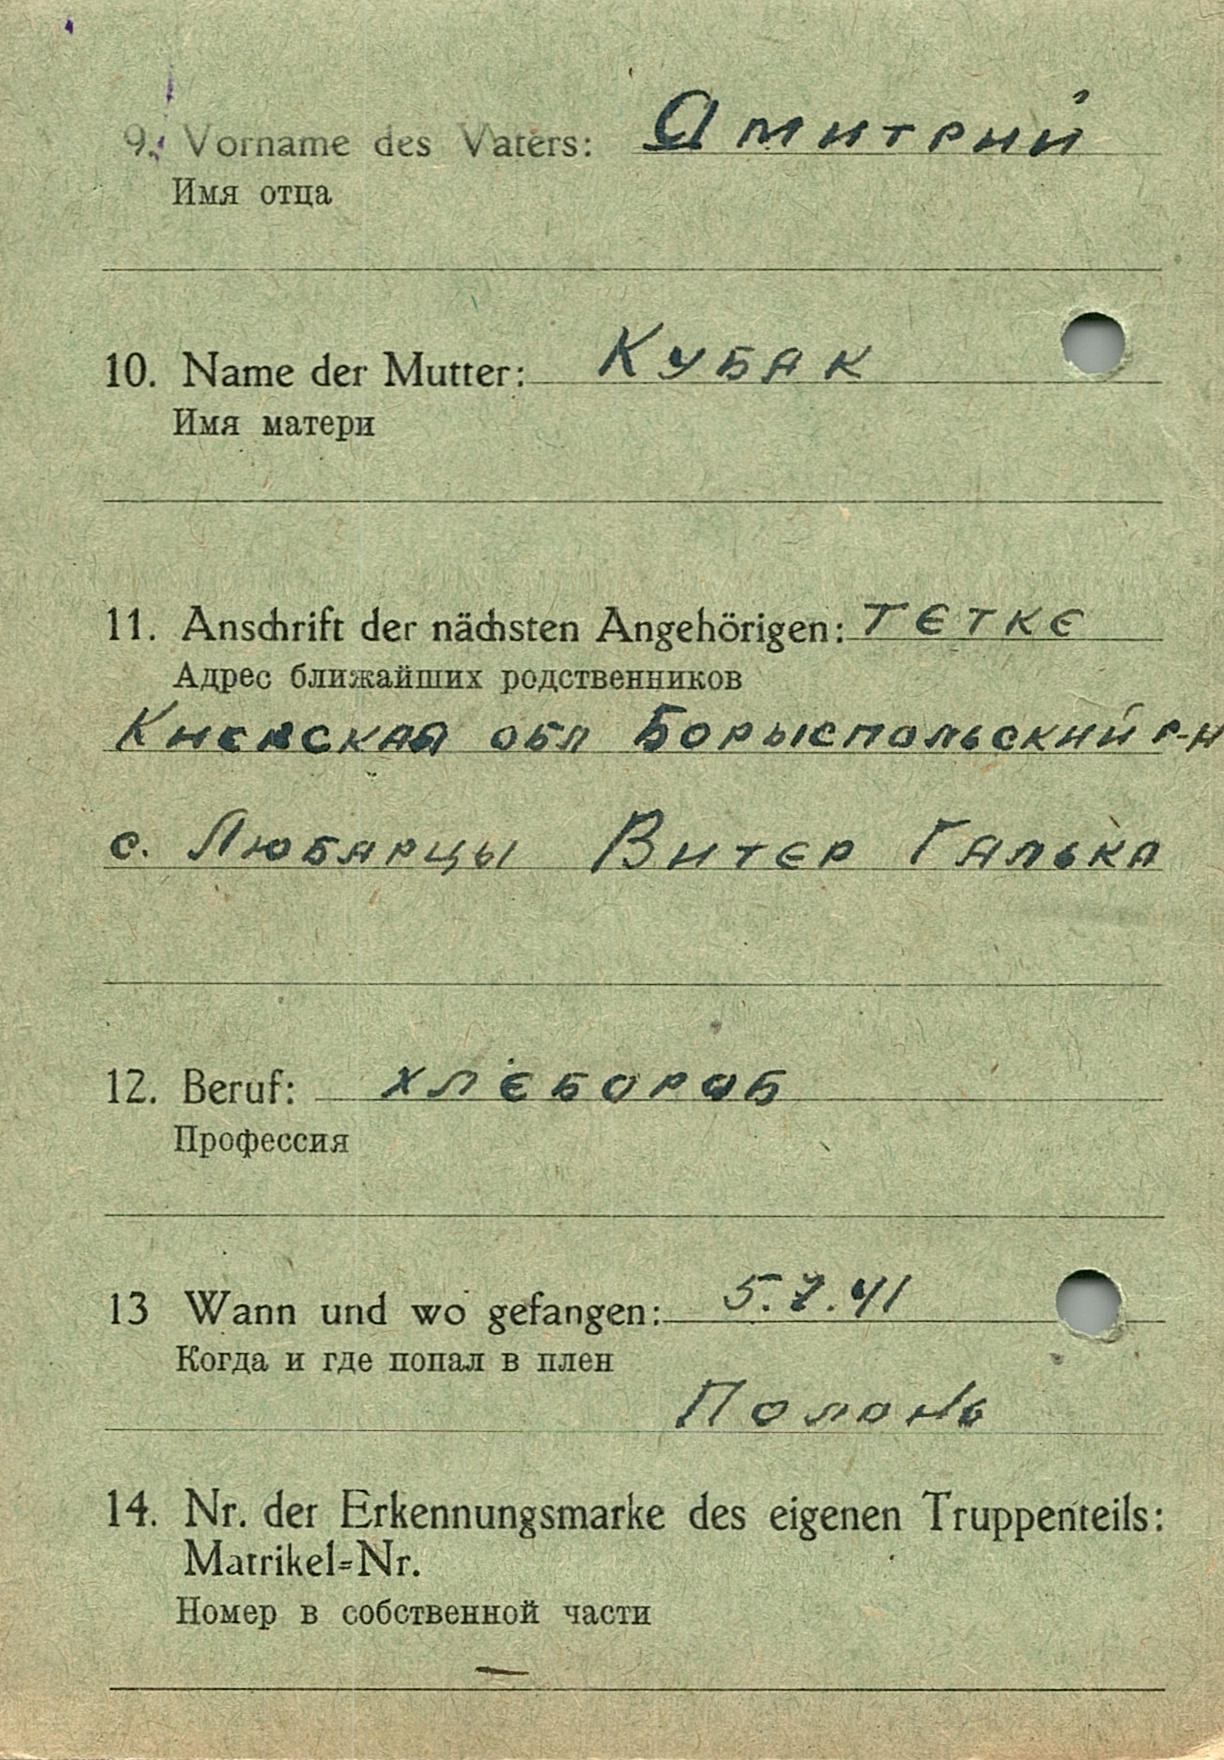 9. Vorname des Vaters: Дмитрий
Имя отца
10. Name der Mutter: Кубак
Имя матери
11. Anschrift der nächsten Angehörigen: тетке
Адрес ближайших родственников
Киевская обл Борыспольский р-н
с. Любарцы Витер Галька
12. Beruf: хлебороб
Профессия
13 Wann und wo gefangen: 5.7.41
Когда и где попал в плен
Полонь
14. Nr. der Erkennungsmarke des eigenen Truppenteils:
Matrikel=Nr.
Номер в собственной части
—